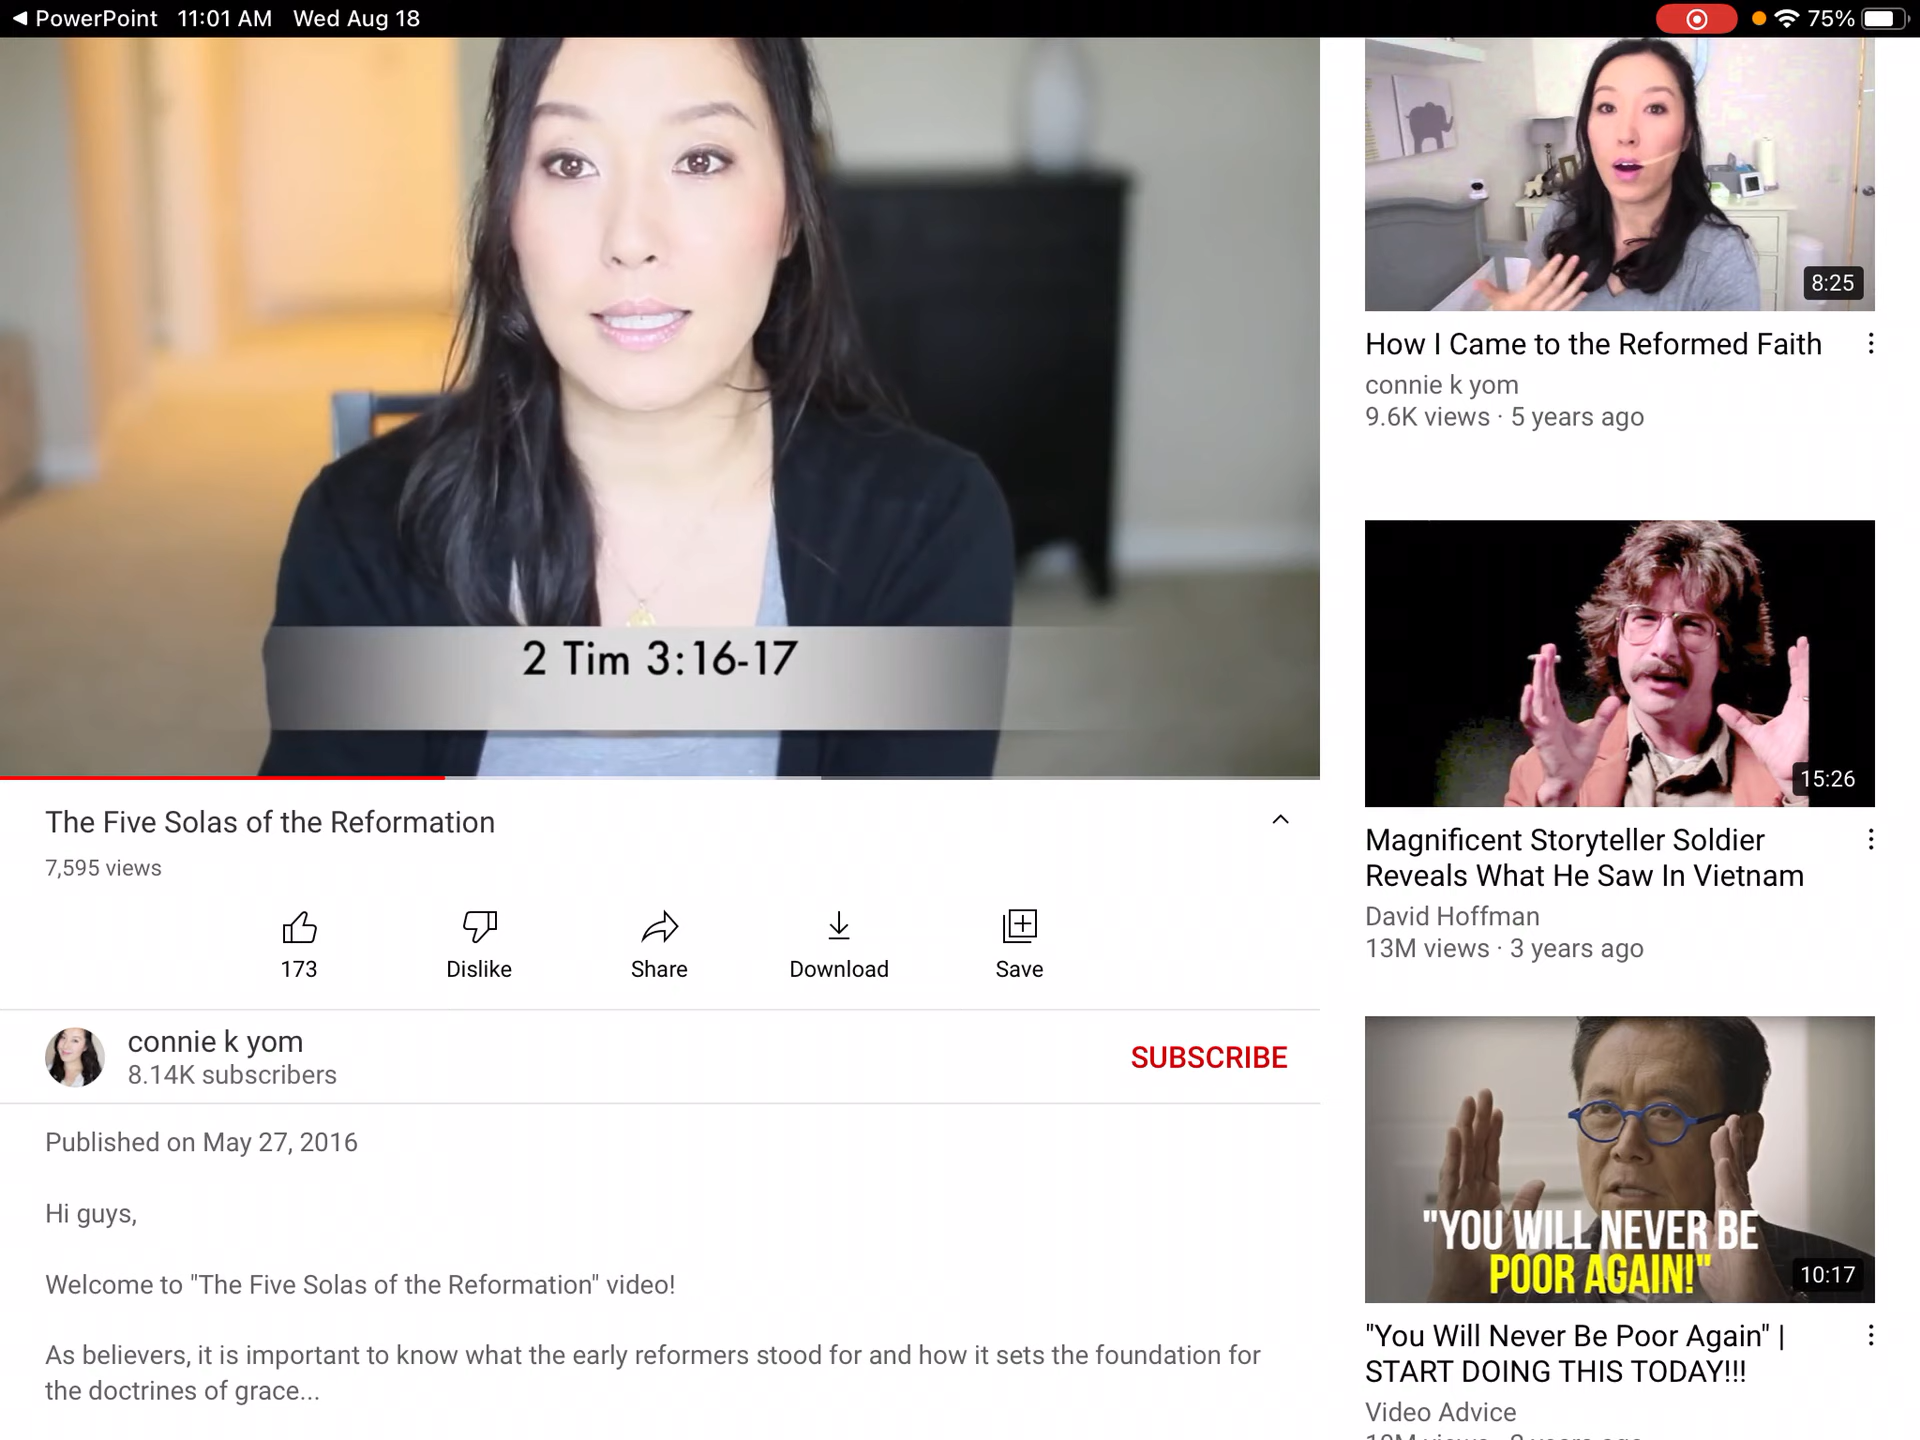 PowerPoint 11:01 AM Wed Aug 18 75%
2 Tim 3:16-17
The Five Solas of the Reformation
7,595 views
173 Dislike Share Download Save
connie k yom
8.14K subscribers
SUBSCRIBE
Published on May 27, 2016
Hi guys,
Welcome to "The Five Solas of the Reformation" video!
As believers, it is important to know what the early reformers stood for and how it sets the foundation for
the doctrines of grace...
8:25
How I Came to the Reformed Faith
connie k yom
9.6K views · 5 years ago
15:26
Magnificent Storyteller Soldier
Reveals What He Saw In Vietnam
David Hoffman
13M views · 3 years ago
"YOU WILL NEVER BE
POOR AGAIN!"
10:17
"You Will Never Be Poor Again" |
START DOING THIS TODAY!!!
Video Advice